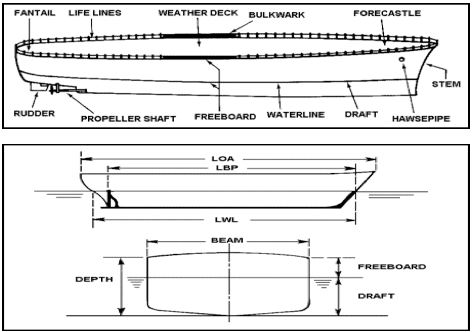 FANTAIL LIFE LINES WEATHER DECK BULKWARK FORECASTLE
STEM
RUDDER PROPELLER SHAFT FREEBOARD WATERLINE DRAFT HAWSEPIPE
LOA
LBP
LWL
BEAM
DEPTH
FREEBOARD
DRAFT